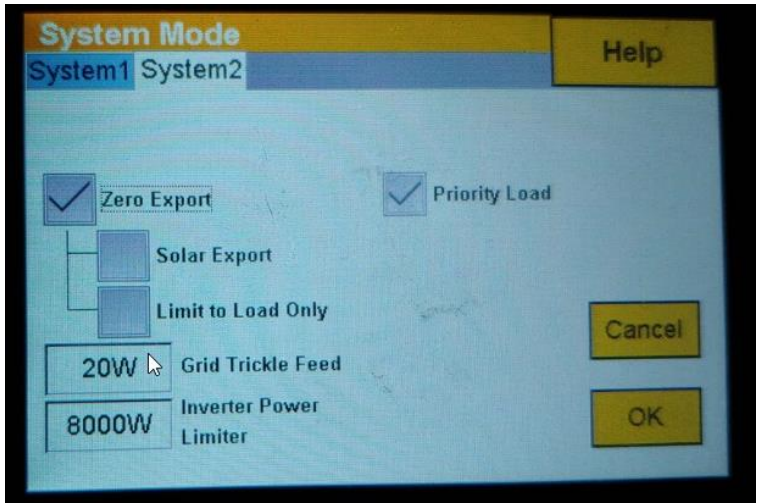 System Mode
Help
System1 System2
Zero Export
Priority Load
Solar Export
Limit to Load Only
20W Grid Trickle Feed
8000W Inverter Power Limiter
Cancel
OK